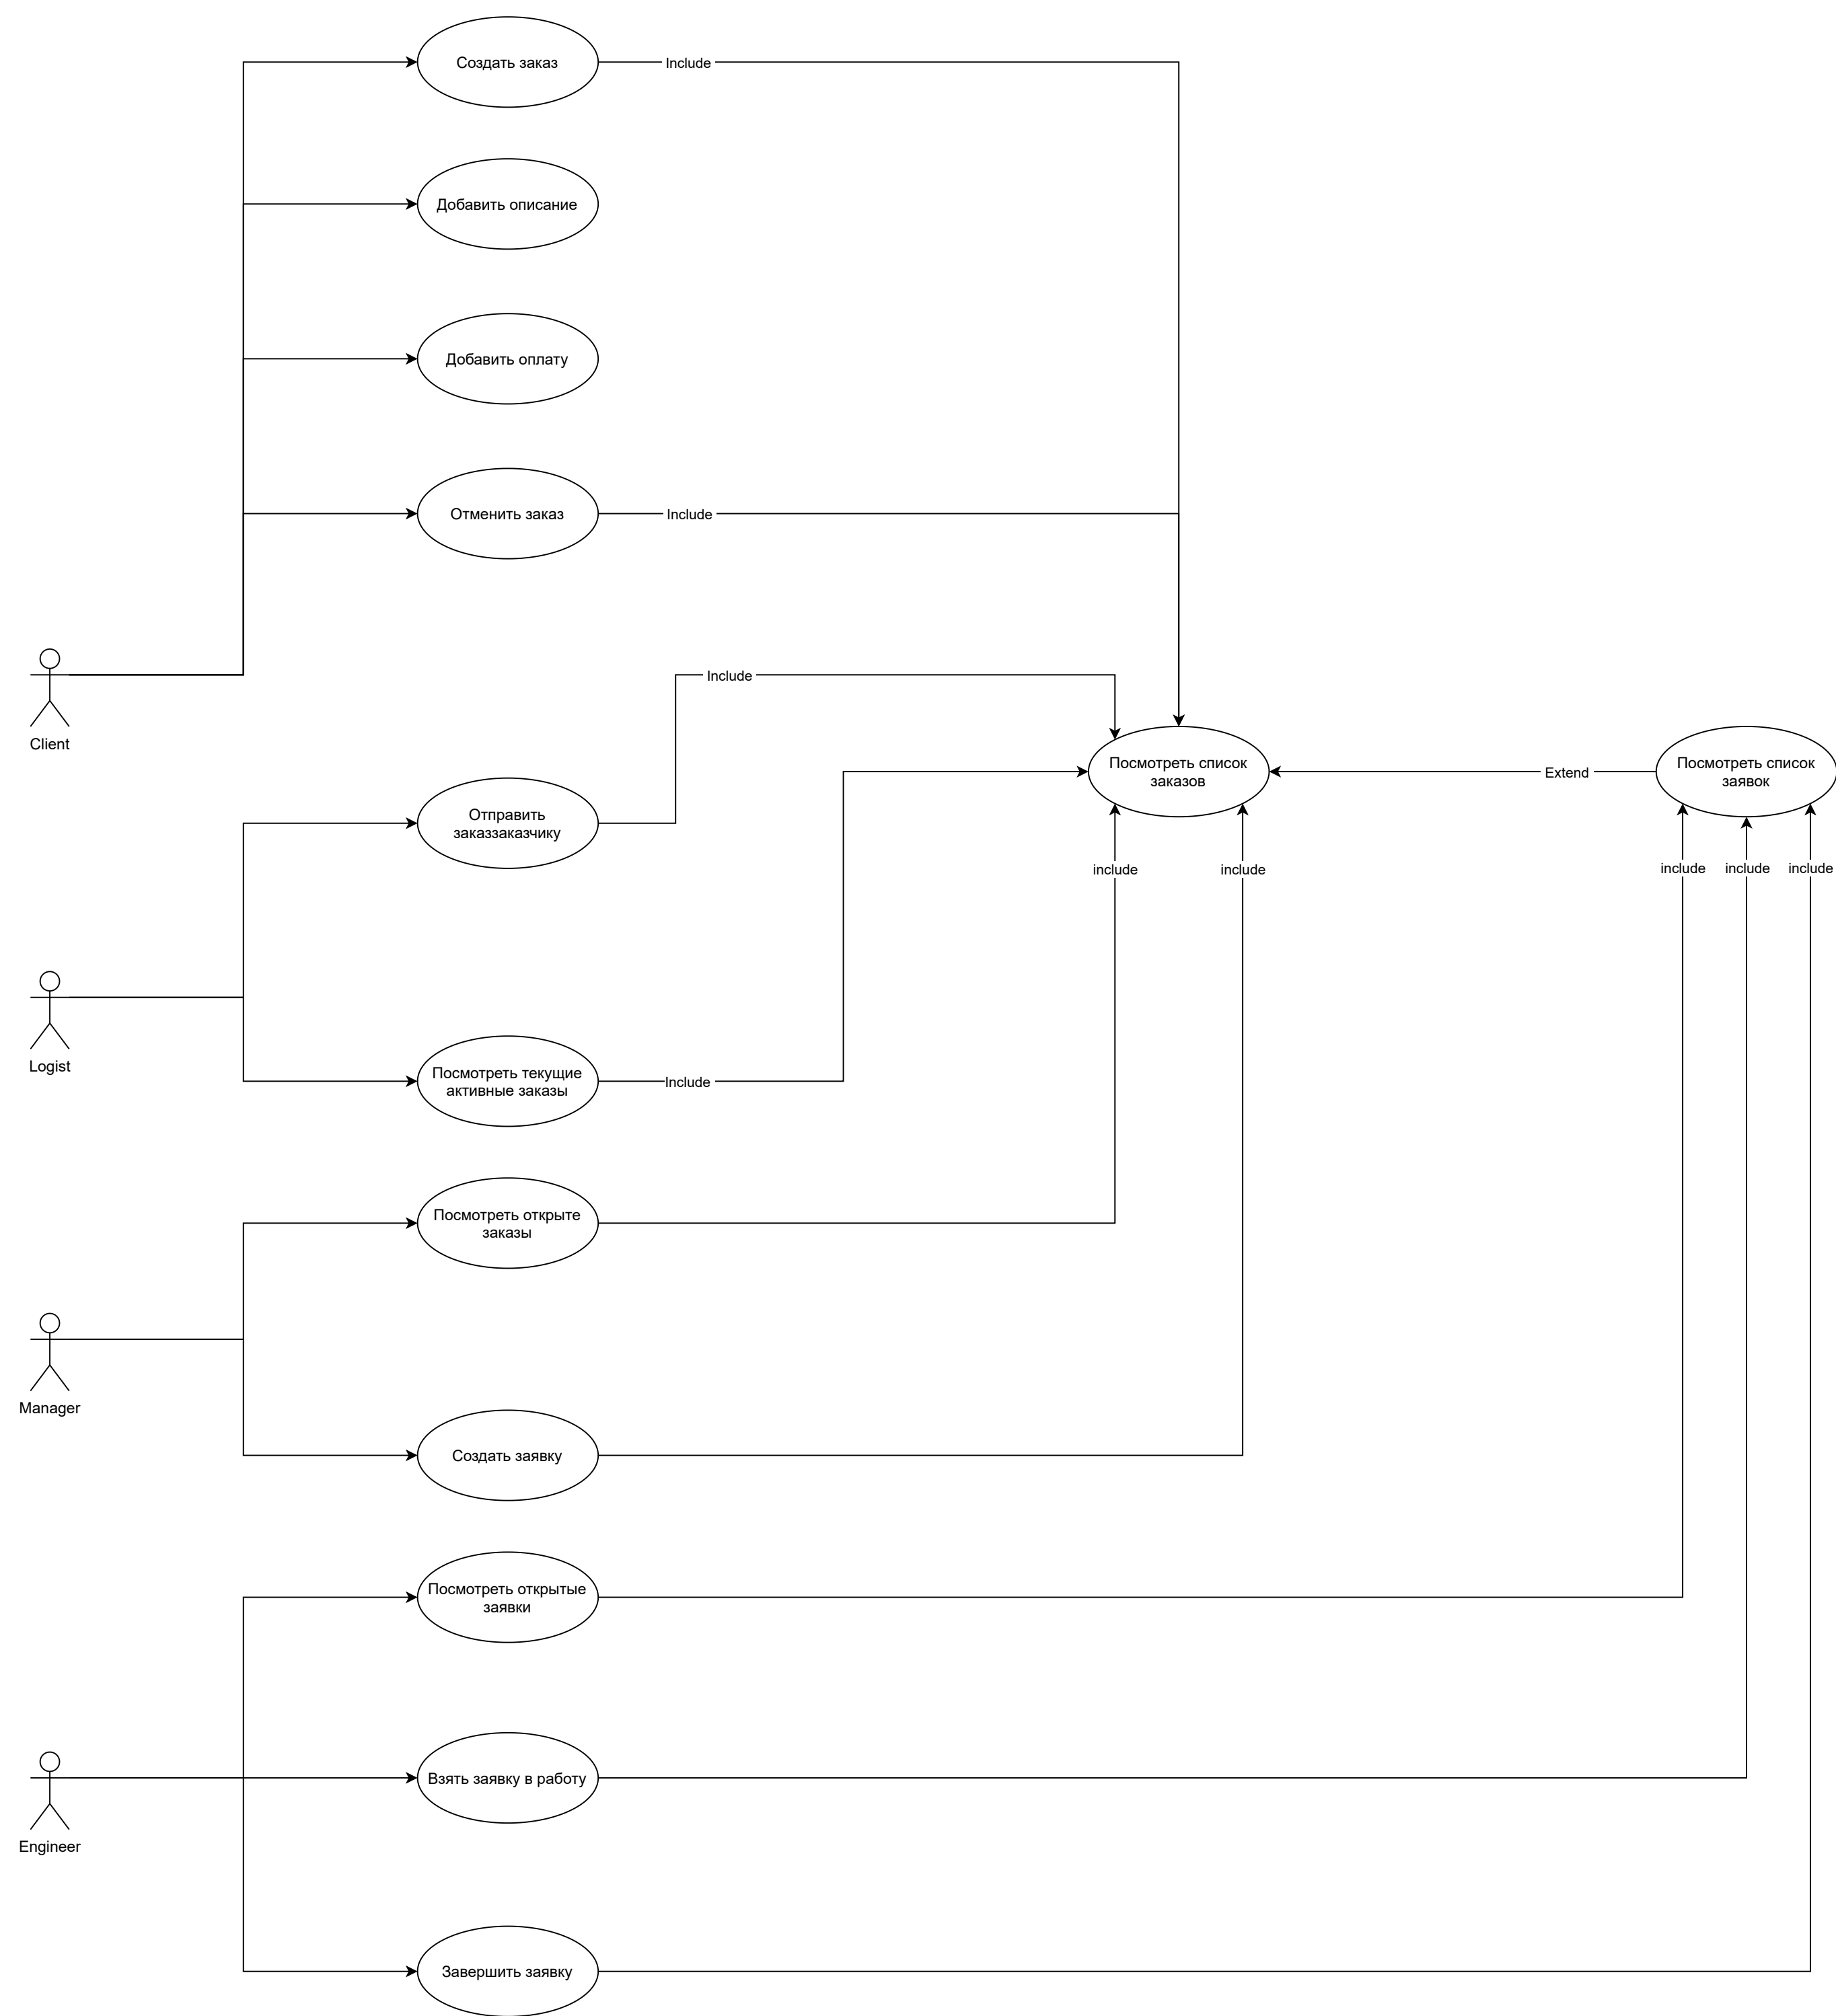 Создать заказ
Include
Добавить описание
Добавить оплату
Отменить заказ
Include
Client
Include
Отправить
заказзаказчику
Посмотреть список
заказов
Extend
Посмотреть список
заявок
include
include
include
include
include
Logist
Посмотреть текущие
активные заказы
Include
Посмотреть открыте
заказы
Manager
Создать заявку
Посмотреть открытые
заявки
Взять заявку в работу
Engineer
Завершить заявку